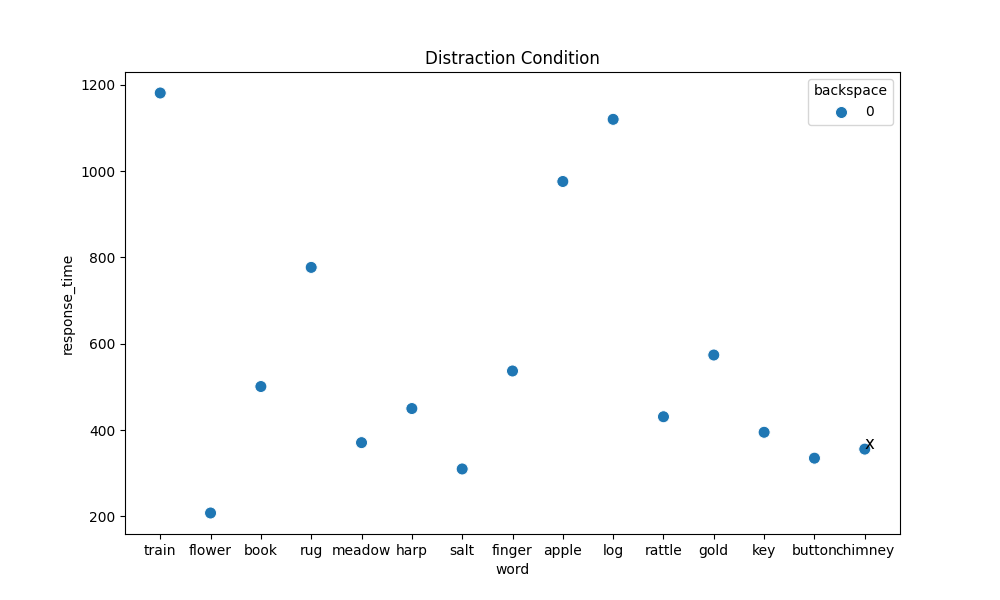 Distraction Condition
backspace
0
1200
1000
800
600
400
200
response_time
x
train flower book rug meadow harp salt finger apple log rattle gold key button chimney
word